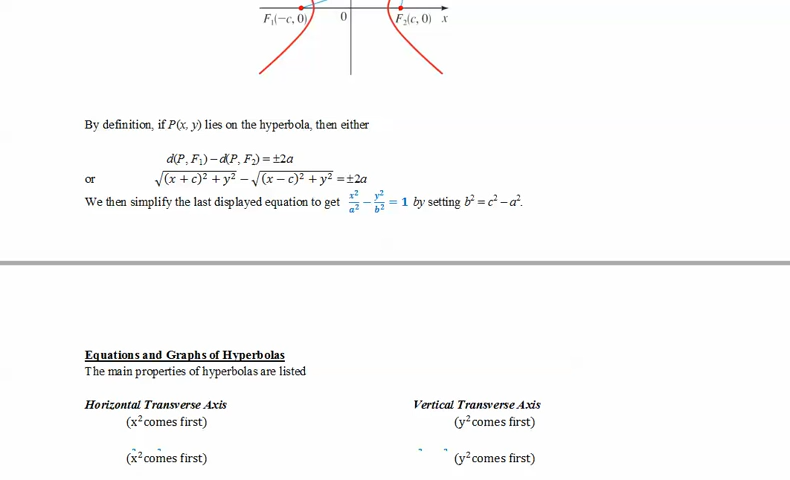 F₁(−c, 0) 0 F₂(c, 0) x
By definition, if P(x, y) lies on the hyperbola, then either
d(P, F₁) – d(P, F₂) = ±2a
or √((x + c)² + y²) − √((x − c)² + y²) = ±2a
We then simplify the last displayed equation to get x²/a² − y²/b² = 1 by setting b² = c² – a².
Equations and Graphs of Hyperbolas
The main properties of hyperbolas are listed
Horizontal Transverse Axis Vertical Transverse Axis
(x² comes first) (y² comes first)
(x² comes first) (y² comes first)